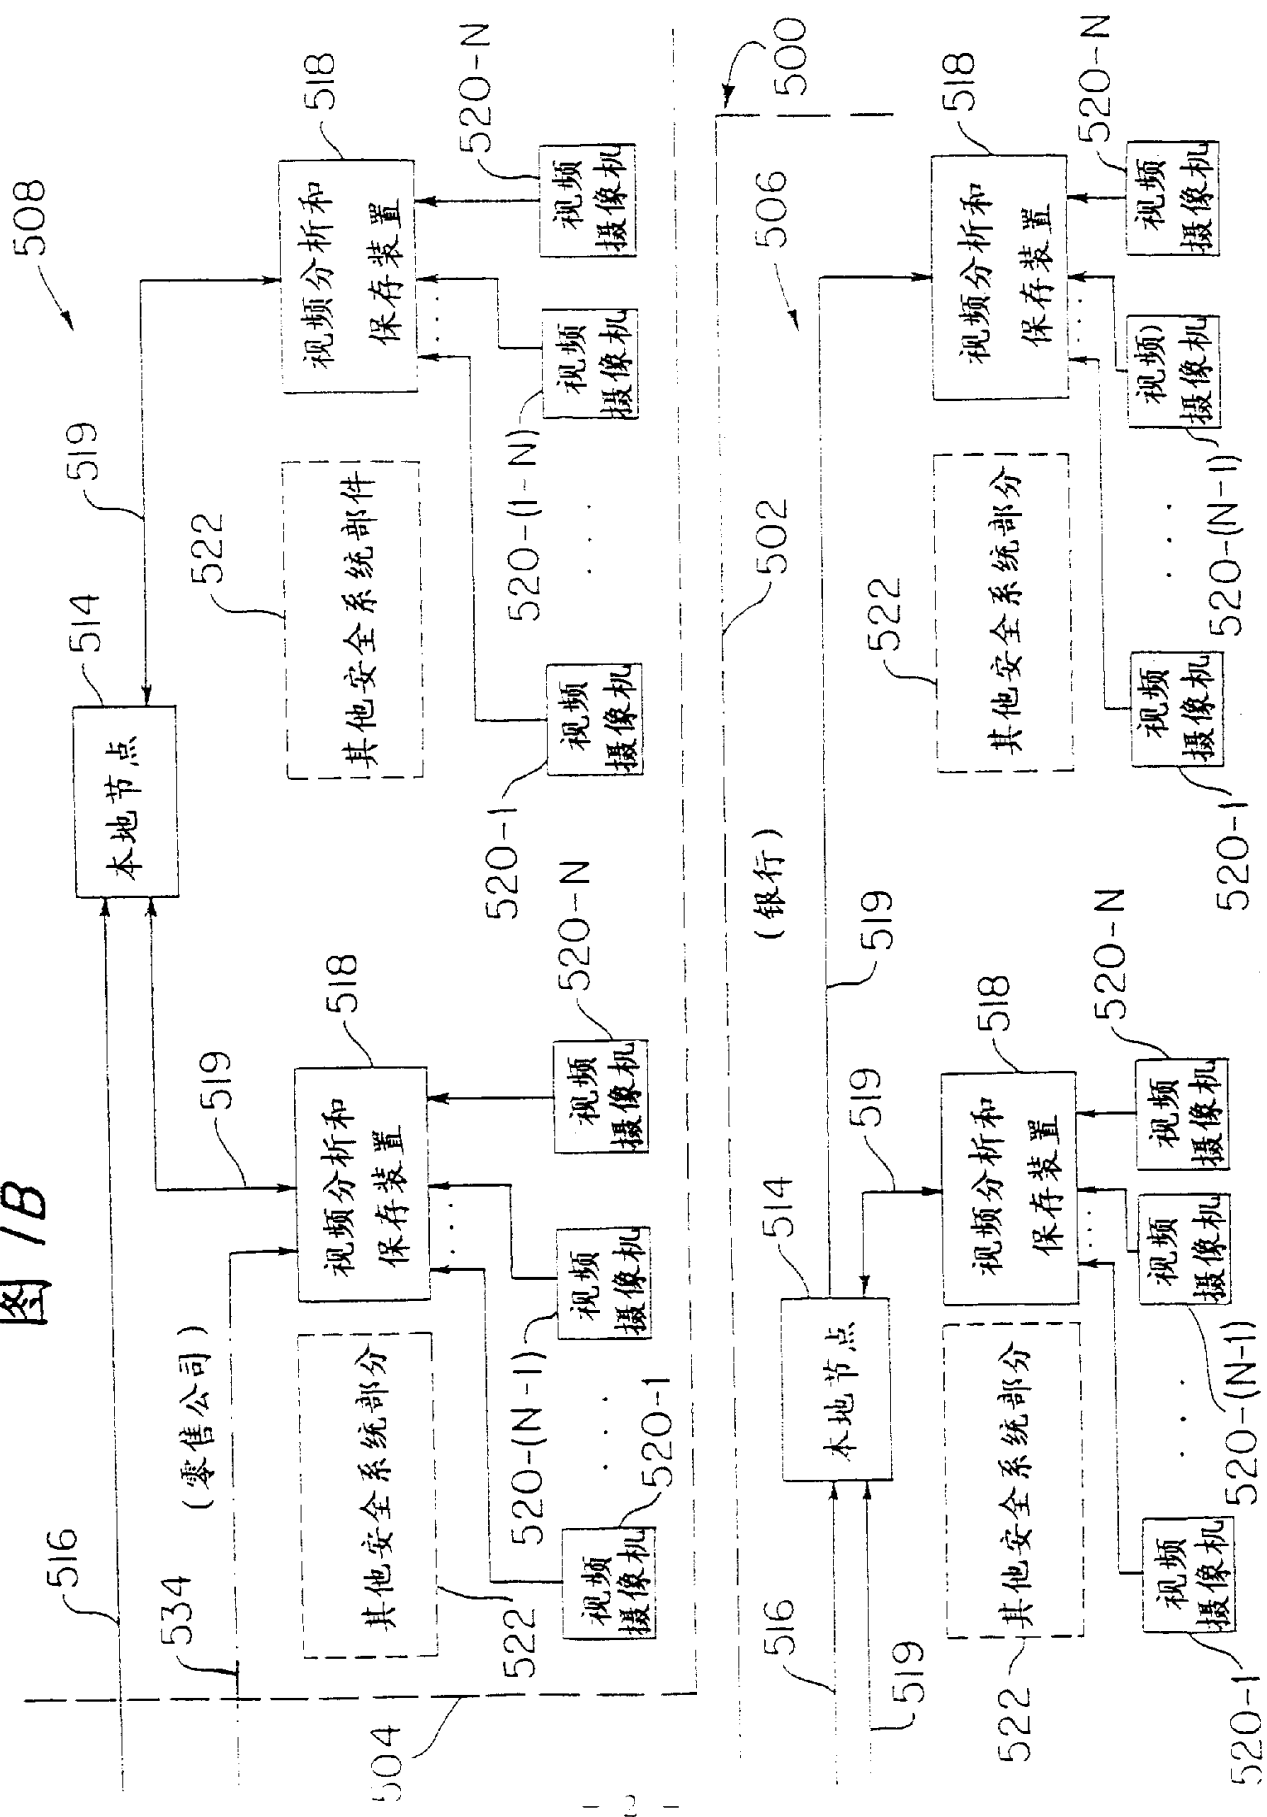 图 1B
508
516
534
(零售公司)
519
514
519
本地节点
504
522
518
522
518
其他安全系统部分
视频分析和
保存装置
其他安全系统部件
视频分析和
保存装置
520-(N-1)
520-1
520-N
520-1
520-(1-N)
520-N
视频
摄像机
视频
摄像机
视频
摄像机
视频
摄像机
视频
摄像机
视频
摄像机
502
500
(银行)
506
516
519
514
519
519
本地节点
522
518
522
518
其他安全系统部分
视频分析和
保存装置
其他安全系统部分
视频分析和
保存装置
520-N
520-N
视频
摄像机
视频
摄像机
视频
摄像机
视频
摄像机
视频)
摄像机
视频
摄像机
520-1
520-(N-1)
520-1
520-(N-1)
- 2 -